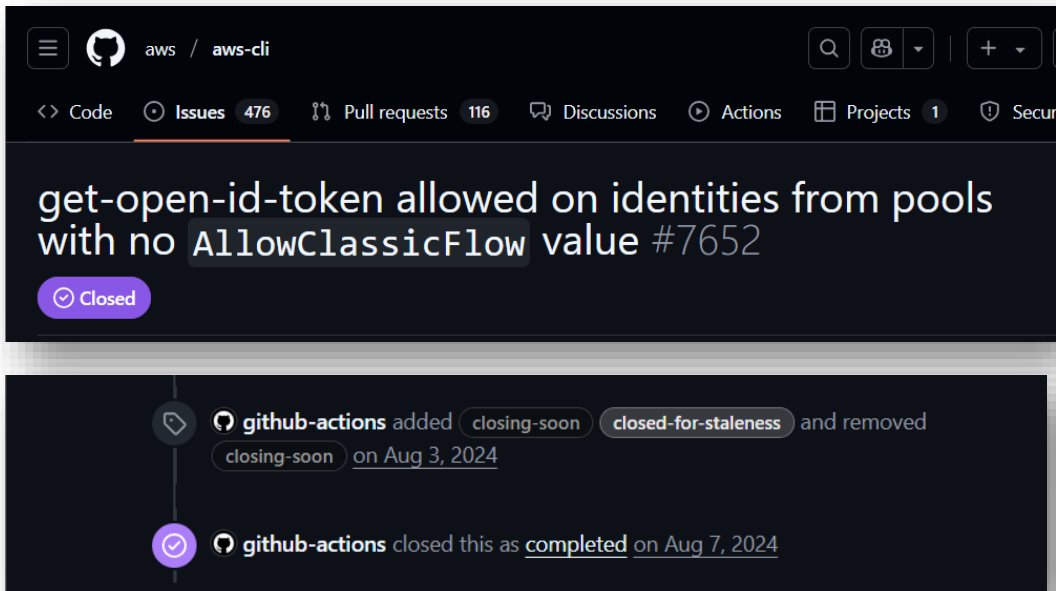 aws / aws-cli
Code Issues 476 Pull requests 116 Discussions Actions Projects 1 Secur
get-open-id-token allowed on identities from pools
with no AllowClassicFlow value #7652
Closed
github-actions added closing-soon closed-for-staleness and removed
closing-soon on Aug 3, 2024
github-actions closed this as completed on Aug 7, 2024